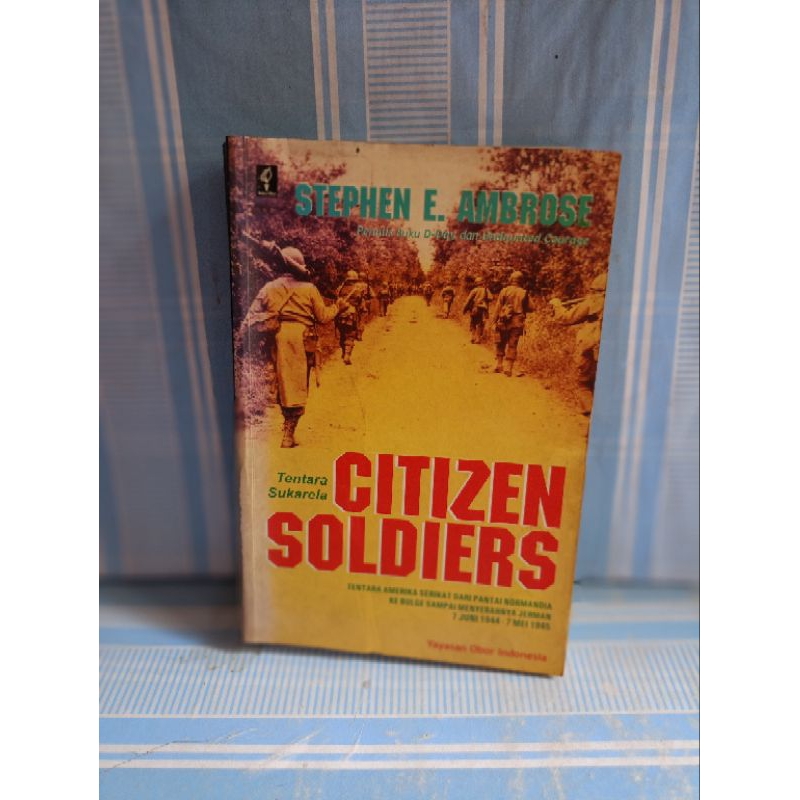 STEPHEN E. AMBROSE
Penulis buku D-Day dan Undaunted Courage
Tentara
Sukarela
CITIZEN
SOLDIERS
TENTARA AMERIKA SERIKAT DARI PANTAI NORMANDIA
KE BULGE SAMPAI MENYERAHNYA JERMAN
7 JUNI 1944 - 7 MEI 1945
Yayasan Obor Indonesia